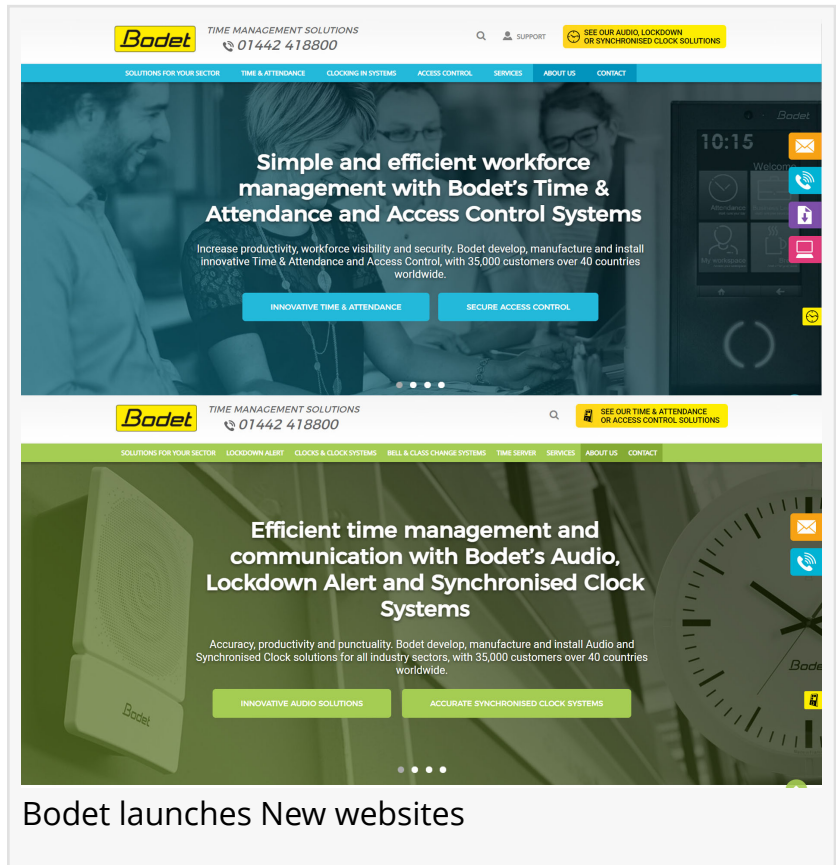 Bodet
TIME MANAGEMENT SOLUTIONS
01442 418800
SUPPORT
SEE OUR AUDIO, LOCKDOWN
OR SYNCHRONISED CLOCK SOLUTIONS
SOLUTIONS FOR YOUR SECTOR TIME & ATTENDANCE CLOCKING IN SYSTEMS ACCESS CONTROL SERVICES ABOUT US CONTACT
Bodet
10:15
Welcome
Attendance
My workspace
Simple and efficient workforce
management with Bodet's Time &
Attendance and Access Control Systems
Increase productivity, workforce visibility and security. Bodet develop, manufacture and install
innovative Time & Attendance and Access Control, with 35,000 customers over 40 countries
worldwide.
INNOVATIVE TIME & ATTENDANCE SECURE ACCESS CONTROL
Bodet
TIME MANAGEMENT SOLUTIONS
01442 418800
SEE OUR TIME & ATTENDANCE
OR ACCESS CONTROL SOLUTIONS
SOLUTIONS FOR YOUR SECTOR LOCKDOWN ALERT CLOCKS & CLOCK SYSTEMS BELL & CLASS CHANGE SYSTEMS TIME SERVER SERVICES ABOUT US CONTACT
Efficient time management and
communication with Bodet's Audio,
Lockdown Alert and Synchronised Clock
Systems
Accuracy, productivity and punctuality. Bodet develop, manufacture and install Audio and
Synchronised Clock solutions for all industry sectors, with 35,000 customers over 40 countries
worldwide.
INNOVATIVE AUDIO SOLUTIONS ACCURATE SYNCHRONISED CLOCK SYSTEMS
Bodet
Bodet launches New websites